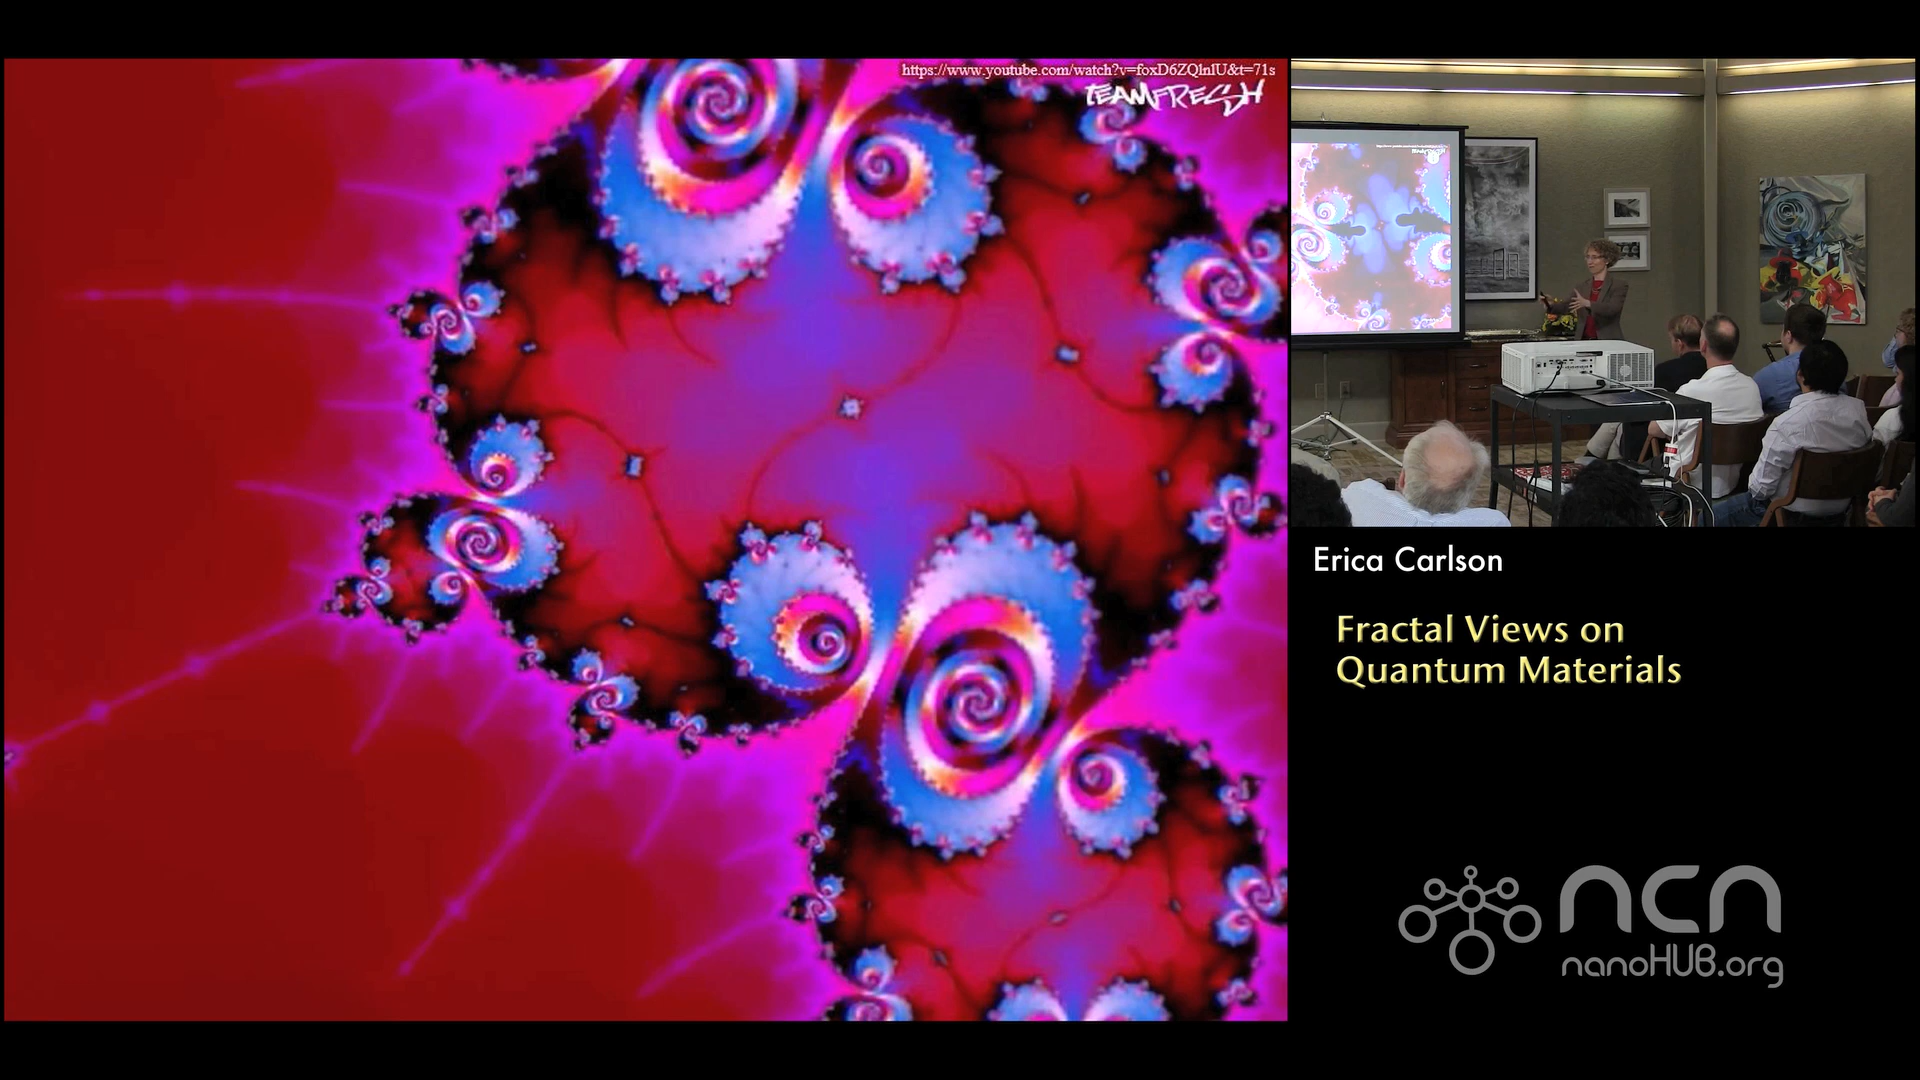 https://www.youtube.com/watch?v=foxD6ZQlnlU&t=71s
TEAMFRESH
Erica Carlson
Fractal Views on
Quantum Materials
ncn
nanoHUB.org